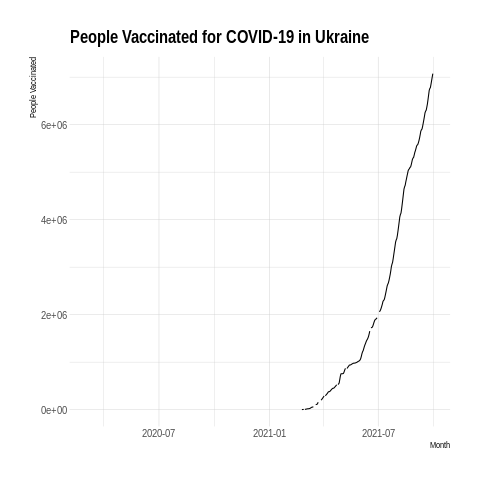 People Vaccinated for COVID-19 in Ukraine
People Vaccinated
6e+06
4e+06
2e+06
0e+00
2020-07 2021-01 2021-07
Month